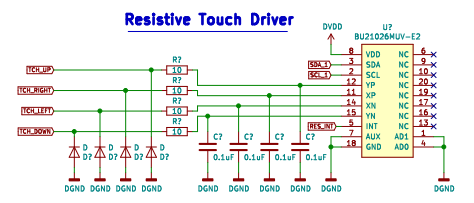 Resistive Touch Driver
DVDD
U?
BU21026MUV-E2
8 VDD NC 6
SDA_1 3 SDA NC 9
SCL_1 2 SCL NC 10
TCH_UP R? 10 12 YP NC 20
TCH_RIGHT R? 10 11 XP NC 19
TCH_LEFT R? 10 14 XN NC 17
TCH_DOWN R? 10 15 YN NC 16
RES_INT 5 INT NC 13
7 AUX AD1 1
18 GND AD0 4
D D? D D? D D? D D?
C? 0.1uF C? 0.1uF C? 0.1uF C? 0.1uF
DGND DGND DGND DGND DGND DGND DGND DGND DGND DGND